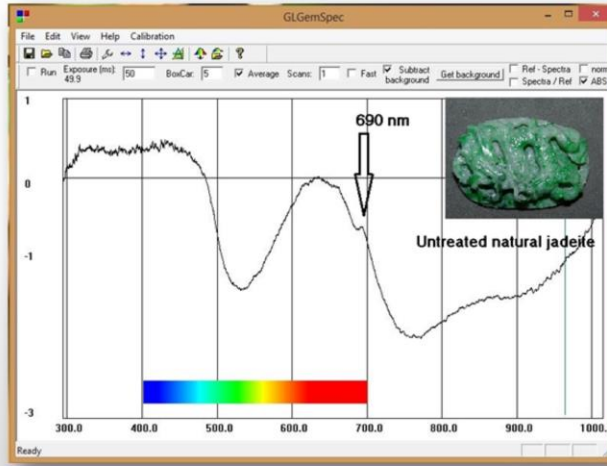 GLGemSpec
File Edit View Help Calibration
Run Exposure (ms): 49.9 50 BoxCar: 5 Average Scans: 1 Fast Subtract background Get background Ref - Spectra Spectra / Ref norm ABS
1
690 nm
0
Untreated natural jadeite
-1
-3
300.0 400.0 500.0 600.0 700.0 800.0 900.0 1000.
Ready